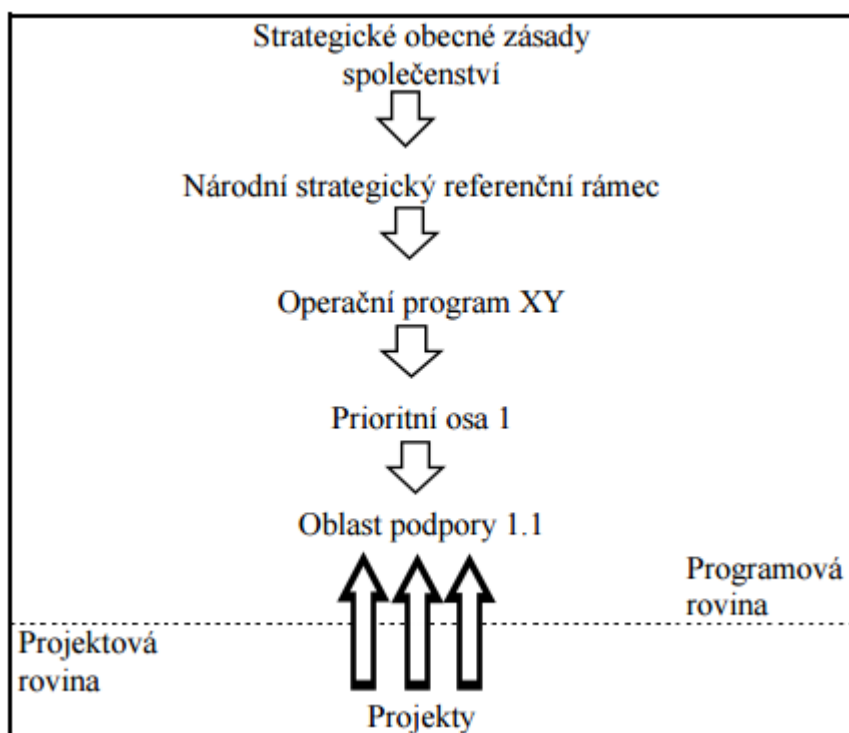 Strategické obecné zásady
společenství
Národní strategický referenční rámec
Operační program XY
Prioritní osa 1
Oblast podpory 1.1
Programová
rovina
Projektová
rovina
Projekty